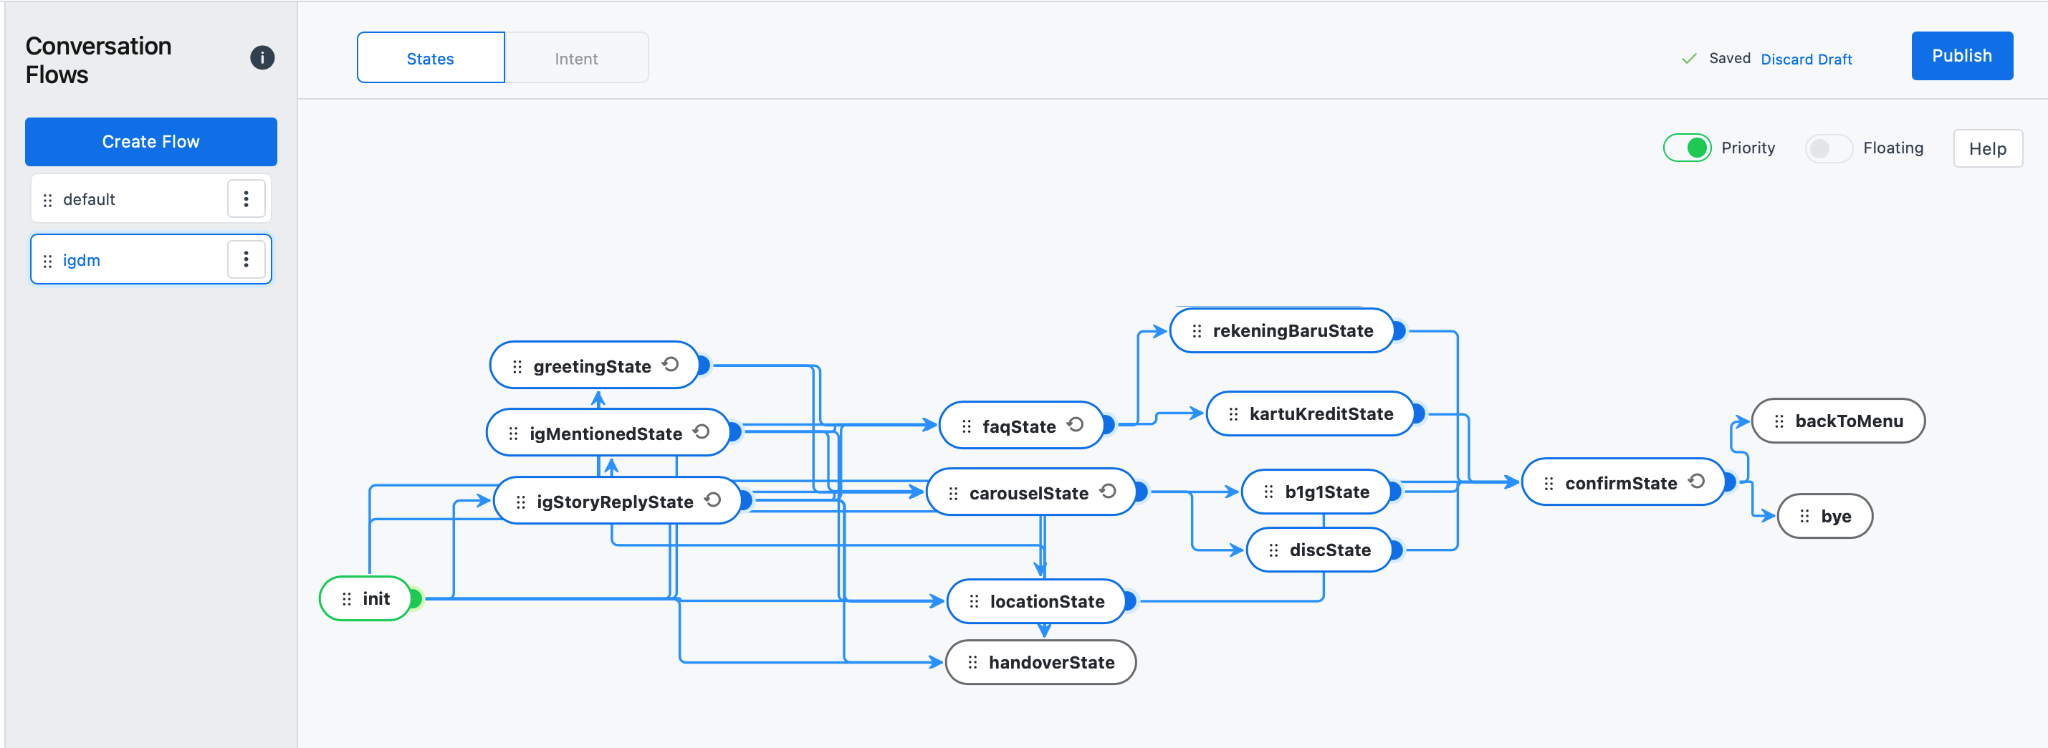 Conversation
Flows
i
Create Flow
default
igdm
States
Intent
Saved
Discard Draft
Publish
Priority
Floating
Help
rekeningBaruState
greetingState
igMentionedState
igStoryReplyState
init
faqState
kartuKreditState
carouselState
b1g1State
discState
locationState
handoverState
confirmState
backToMenu
bye